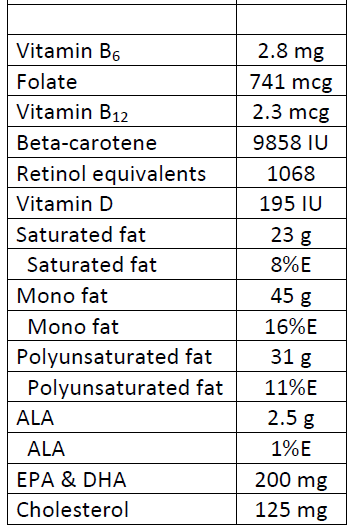 Vitamin B6 2.8 mg
Folate 741 mcg
Vitamin B12 2.3 mcg
Beta-carotene 9858 IU
Retinol equivalents 1068
Vitamin D 195 IU
Saturated fat 23 g
Saturated fat 8%E
Mono fat 45 g
Mono fat 16%E
Polyunsaturated fat 31 g
Polyunsaturated fat 11%E
ALA 2.5 g
ALA 1%E
EPA & DHA 200 mg
Cholesterol 125 mg